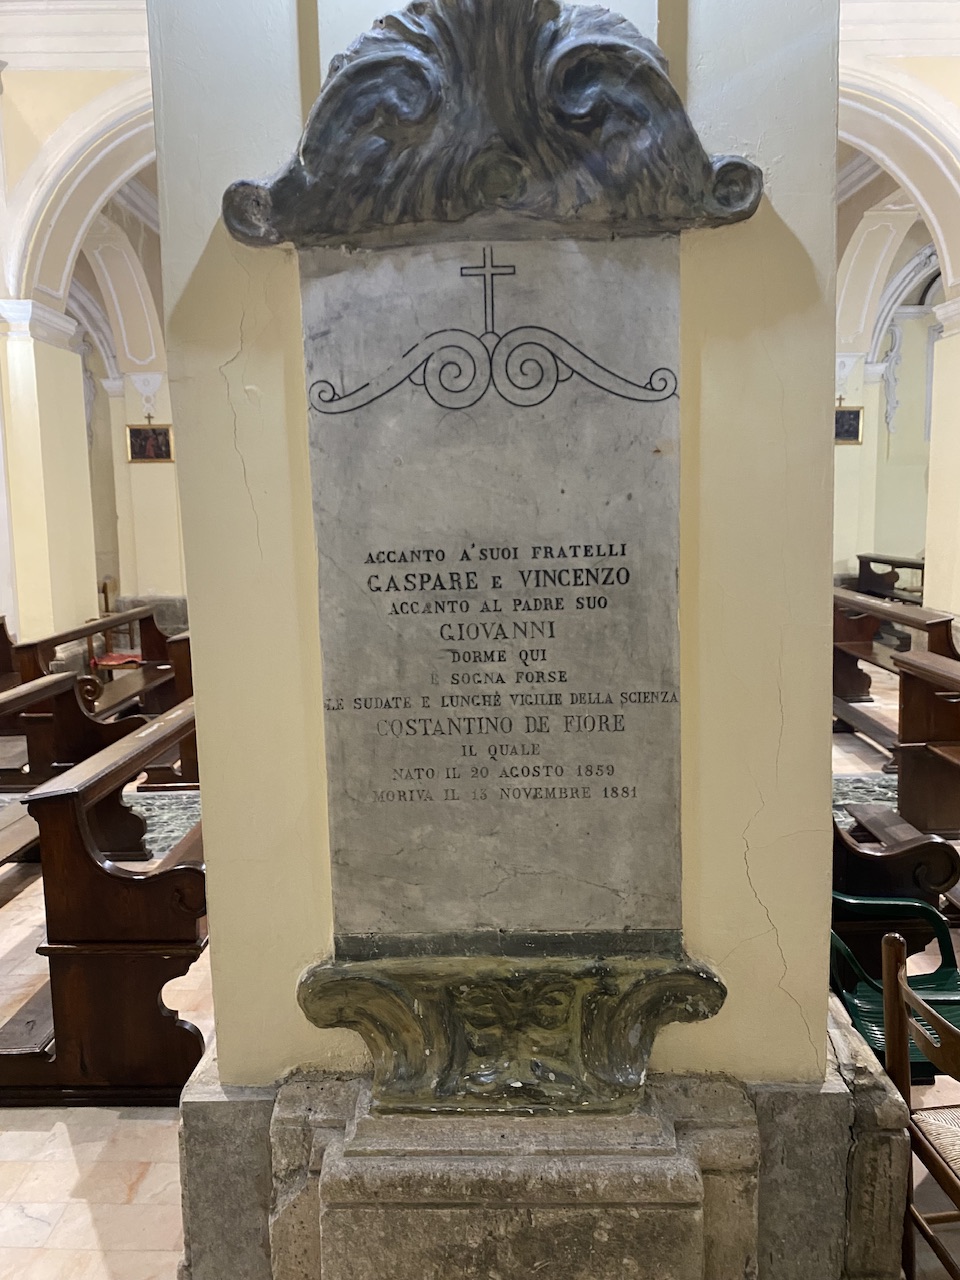 ACCANTO A' SUOI FRATELLI
GASPARE E VINCENZO
ACCANTO AL PADRE SUO
GIOVANNI
DORME QUI
E SOGNA FORSE
LE SUDATE E LUNGHE VIGILIE DELLA SCIENZA
COSTANTINO DE FIORE
IL QUALE
NATO IL 20 AGOSTO 1859
MORIVA IL 13 NOVEMBRE 1881